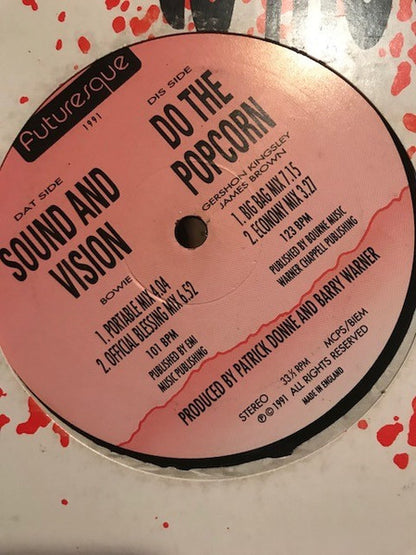 futuresque
1991
DAT SIDE
SOUND AND
VISION
BOWIE
1. PORTABLE MIX 4.04
2. OFFICIAL BLESSING MIX 6.52
101 BPM
PUBLISHED BY EMI
MUSIC PUBLISHING
DIS SIDE
DO THE
POPCORN
GERSHON KINGSLEY
JAMES BROWN
1. BIG BAG MIX 7.15
2. ECONOMY MIX 3.27
123 BPM
PUBLISHED BY BOURNE MUSIC
WARNER CHAPPELL PUBLISHING
PRODUCED BY PATRICK DONNE AND BARRY WARNER
STEREO 33⅓ RPM MCPS/BIEM
℗ © 1991 ALL RIGHTS RESERVED
MADE IN ENGLAND